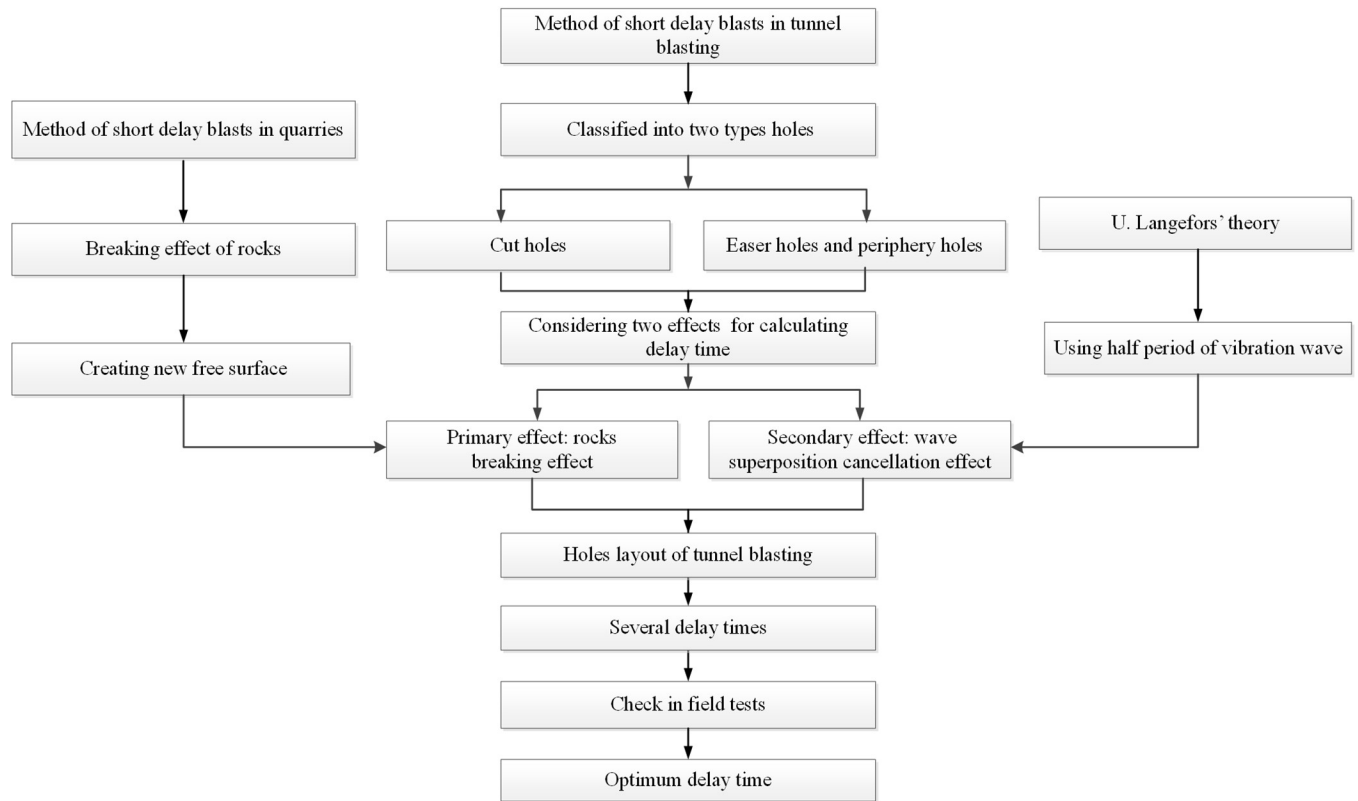 Method of short delay blasts in tunnel
blasting
Method of short delay blasts in quarries
Classified into two types holes
Breaking effect of rocks
Cut holes
Easer holes and periphery holes
U. Langefors’ theory
Creating new free surface
Considering two effects for calculating
delay time
Using half period of vibration wave
Primary effect: rocks
breaking effect
Secondary effect: wave
superposition cancellation effect
Holes layout of tunnel blasting
Several delay times
Check in field tests
Optimum delay time